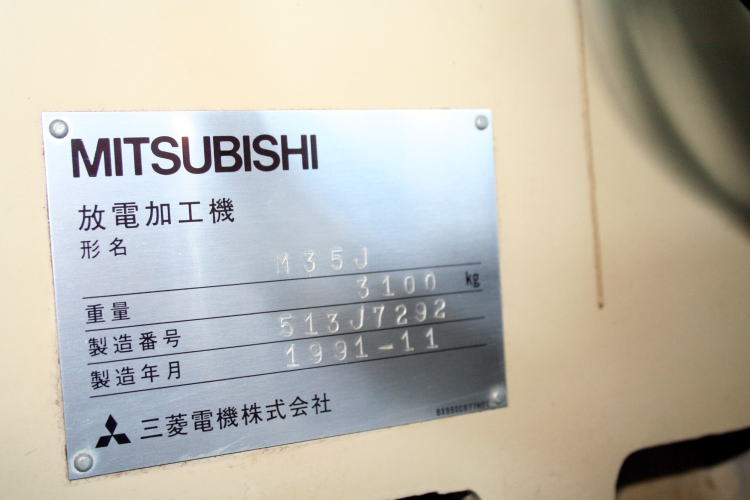 MITSUBISHI
放電加工機
形名 M35J
重量 3100 kg
製造番号 513J7292
製造年月 1991-11
三菱電機株式会社